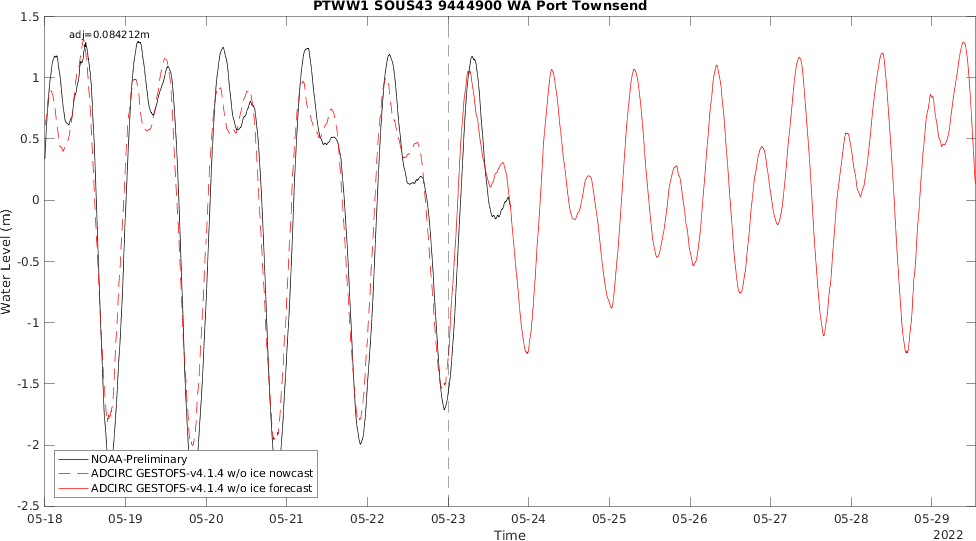 PTWW1 SOUS43 9444900 WA Port Townsend
adj=0.084212m
Water Level (m)
1.5
1
0.5
0
-0.5
-1
-1.5
-2
-2.5
NOAA-Preliminary
ADCIRC GESTOFS-v4.1.4 w/o ice nowcast
ADCIRC GESTOFS-v4.1.4 w/o ice forecast
05-18 05-19 05-20 05-21 05-22 05-23 05-24 05-25 05-26 05-27 05-28 05-29
Time
2022